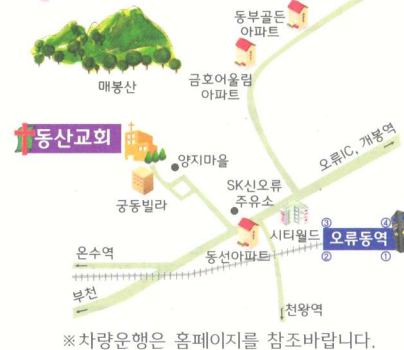 동부골든
아파트
매봉산
금호어울림
아파트
동산교회
양지마을
오류IC, 개봉역
궁동빌라
SK신오류
주유소
시티월드
③ ④
오류동역
② ①
동선아파트
온수역
부천
천왕역
※차량운행은 홈페이지를 참조바랍니다.